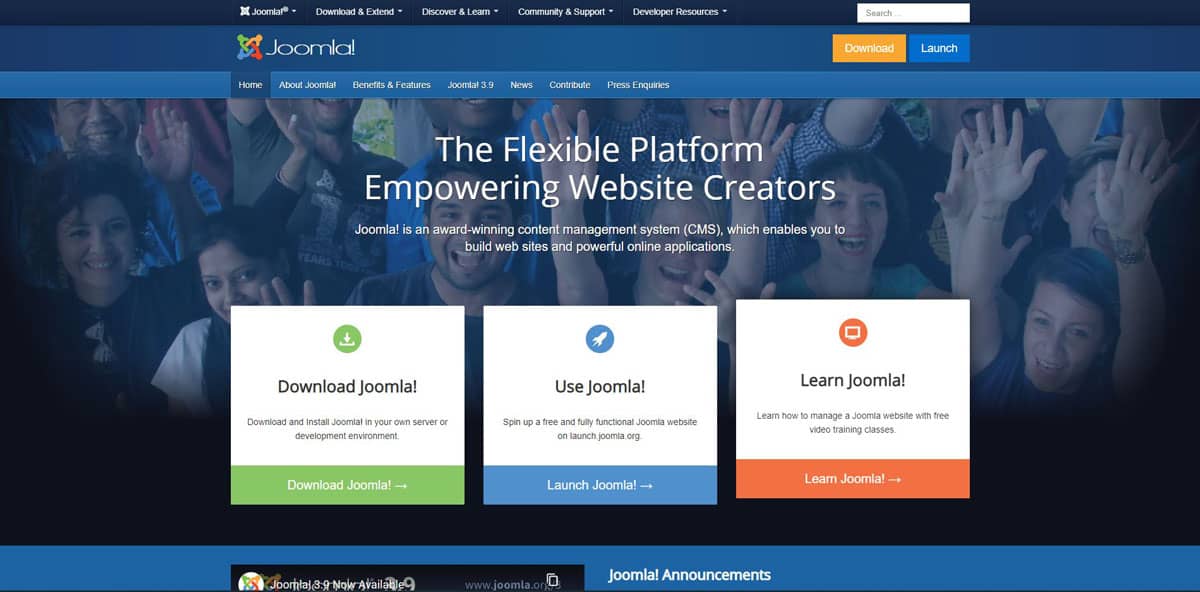 Joomla!® Download & Extend Discover & Learn Community & Support Developer Resources Search ...
Joomla! Download Launch
Home About Joomla! Benefits & Features Joomla! 3.9 News Contribute Press Enquiries
The Flexible Platform
Empowering Website Creators
Joomla! is an award-winning content management system (CMS), which enables you to
build web sites and powerful online applications.
Download Joomla!
Download and Install Joomla! in your own server or
development environment.
Download Joomla! →
Use Joomla!
Spin up a free and fully functional Joomla website
on launch.joomla.org.
Launch Joomla! →
Learn Joomla!
Learn how to manage a Joomla website with free
video training classes.
Learn Joomla! →
Joomla! 3.9 Now Available
Joomla! Announcements